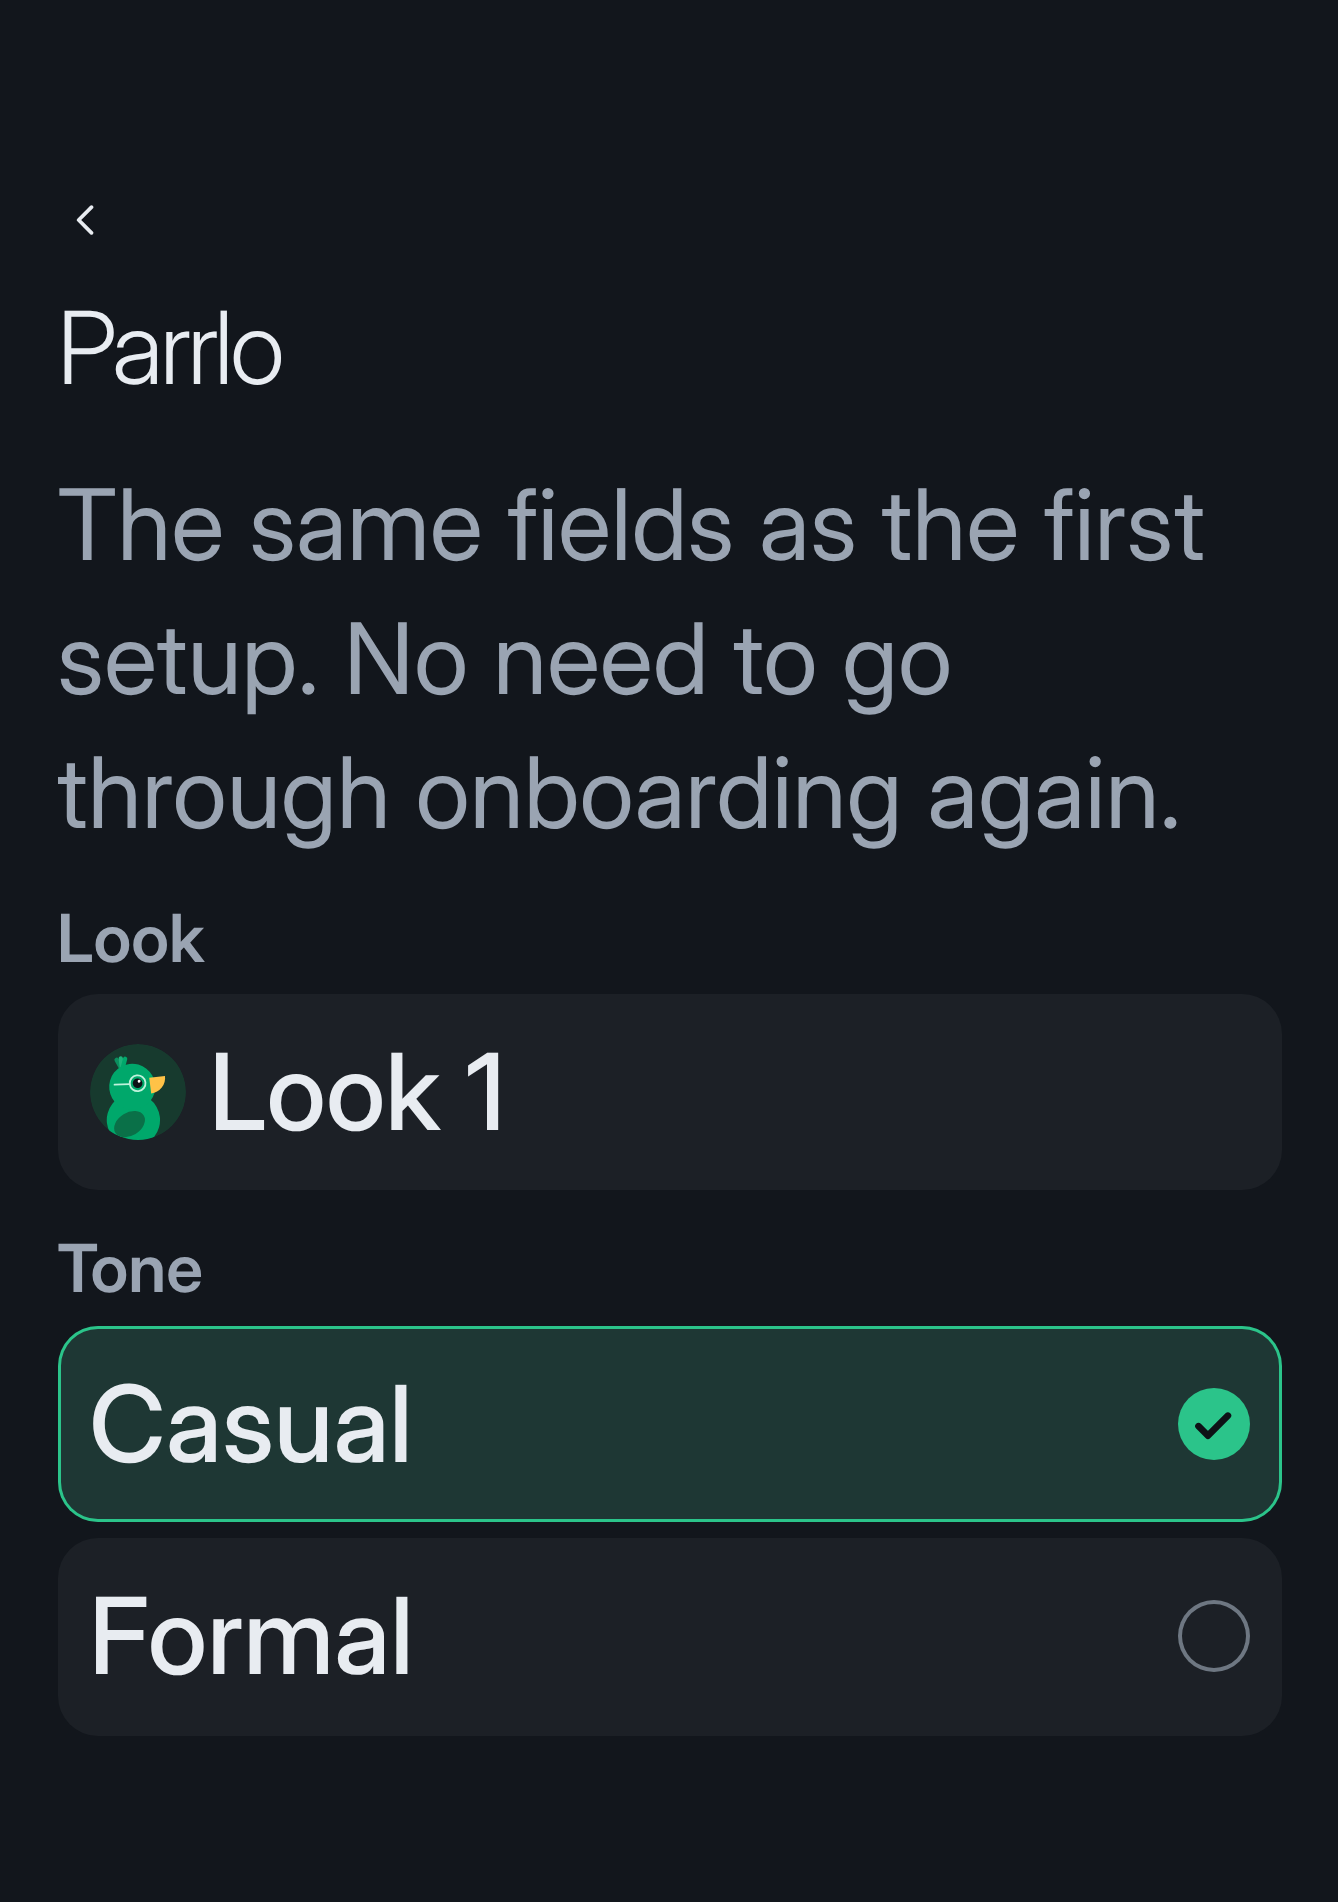 Parrlo
The same fields as the first
setup. No need to go
through onboarding again.
Look
Look 1
Tone
Casual
Formal